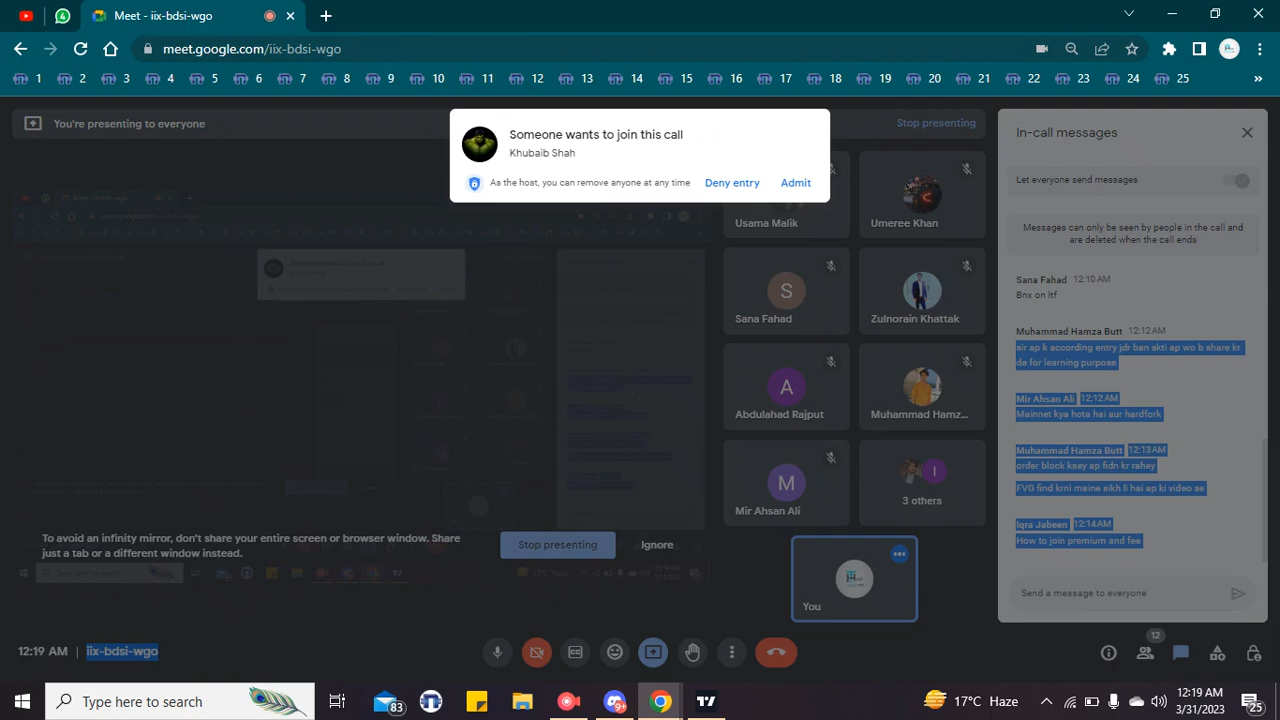 Meet - iix-bdsi-wgo
meet.google.com/iix-bdsi-wgo
1 2 3 4 5 6 7 8 9 10 11 12 13 14 15 16 17 18 19 20 21 22 23 24 25 »
You're presenting to everyone
Stop presenting
Someone wants to join this call
Khubaib Shah
As the host, you can remove anyone at any time
Deny entry
Admit
Usama Malik
Umeree Khan
S
Sana Fahad
Zulnorain Khattak
A
Abdulahad Rajput
Muhammad Hamz...
M
Mir Ahsan Ali
I
3 others
You
To avoid an infinity mirror, don't share your entire screen or browser window. Share
just a tab or a different window instead.
Stop presenting
Ignore
In-call messages
Let everyone send messages
Messages can only be seen by people in the call and
are deleted when the call ends
Sana Fahad 12:10 AM
Bnx on ltf
Muhammad Hamza Butt 12:12 AM
sir ap k according entry jdr ban skti ap wo b share kr
de for learning purpose
Mir Ahsan Ali 12:12 AM
Mainnet kya hota hai aur hardfork
Muhammad Hamza Butt 12:13 AM
order block ksey ap fidn kr rahey
FVG find krni maine sikh li hai ap ki video se
Iqra Jabeen 12:14 AM
How to join premium and fee
Send a message to everyone
12:19 AM | iix-bdsi-wgo
12
Type here to search
83
9+
17°C Haze
12:19 AM
3/31/2023
25